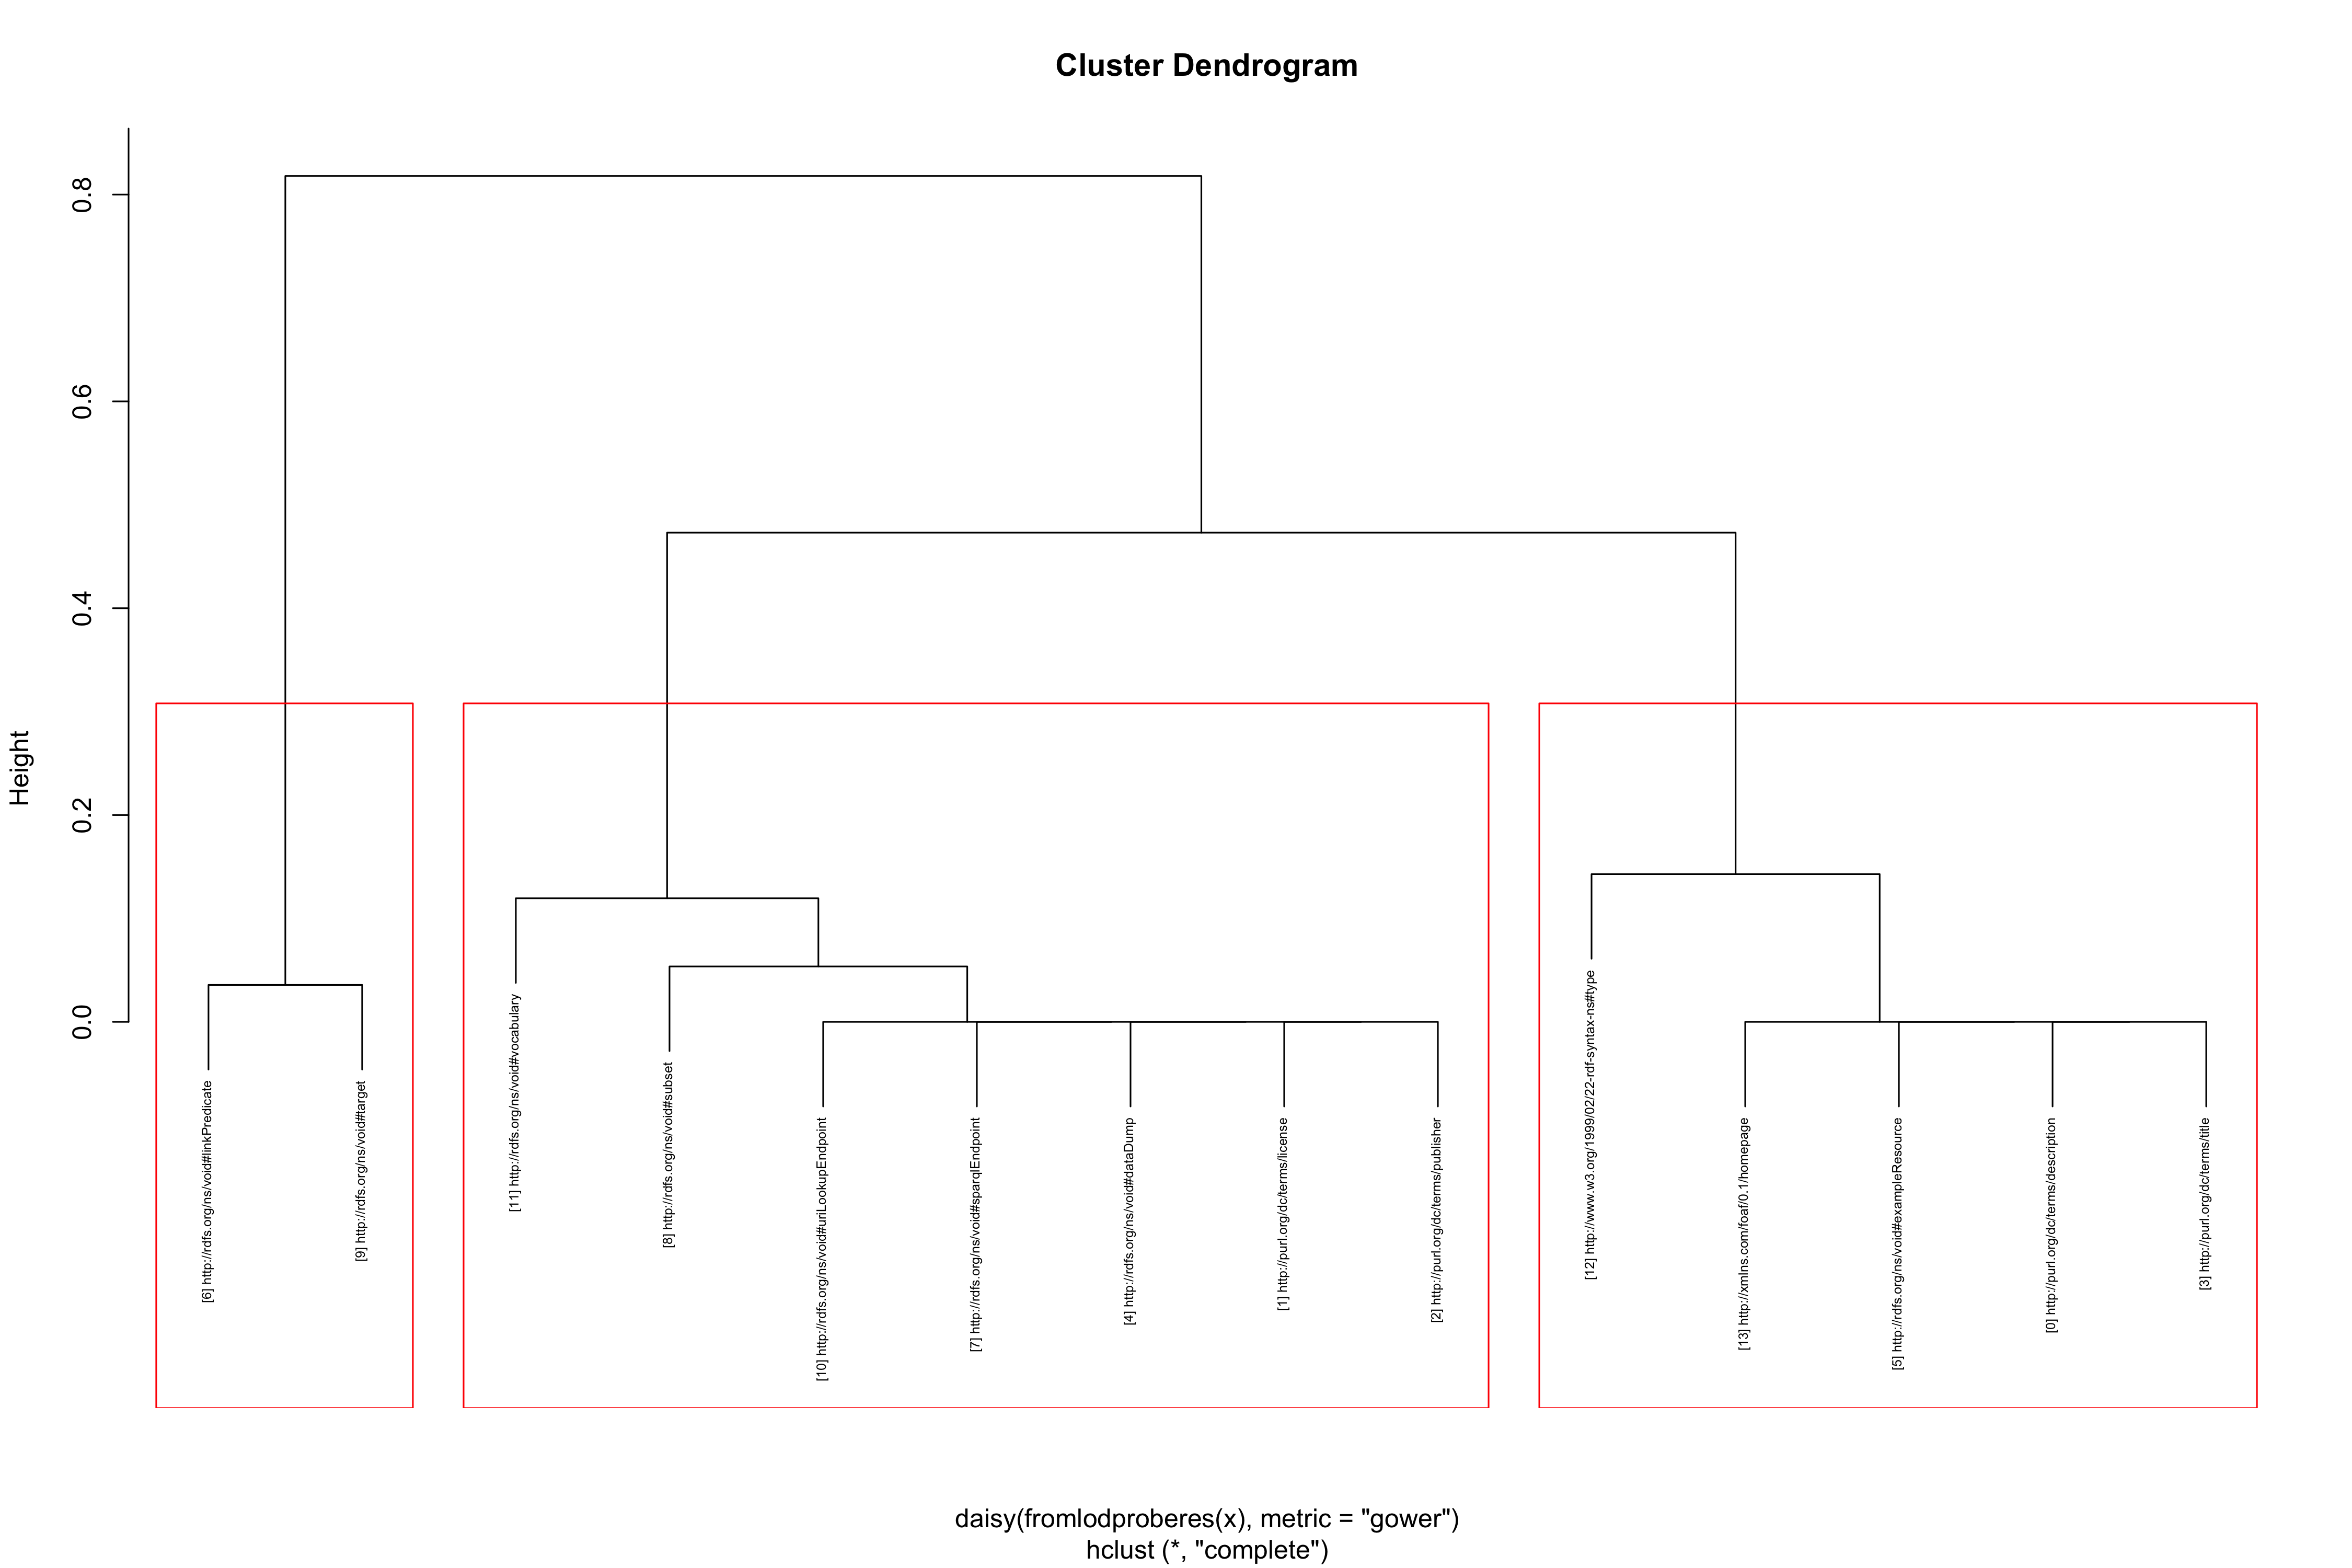 Cluster Dendrogram
Height
0.0
0.2
0.4
0.6
0.8
[6] http://rdfs.org/ns/void#linkPredicate
[9] http://rdfs.org/ns/void#target
[11] http://rdfs.org/ns/void#vocabulary
[8] http://rdfs.org/ns/void#subset
[10] http://rdfs.org/ns/void#uriLookupEndpoint
[7] http://rdfs.org/ns/void#sparqlEndpoint
[4] http://rdfs.org/ns/void#dataDump
[1] http://purl.org/dc/terms/license
[2] http://purl.org/dc/terms/publisher
[12] http://www.w3.org/1999/02/22-rdf-syntax-ns#type
[13] http://xmlns.com/foaf/0.1/homepage
[5] http://rdfs.org/ns/void#exampleResource
[0] http://purl.org/dc/terms/description
[3] http://purl.org/dc/terms/title
daisy(fromlodproberes(x), metric = "gower")
hclust (*, "complete")